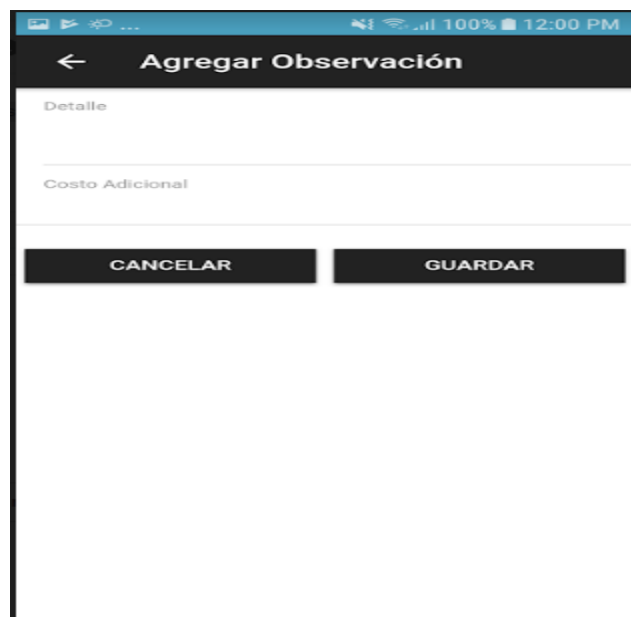 ... 100% 12:00 PM
Agregar Observación
Detalle
Costo Adicional
CANCELAR GUARDAR